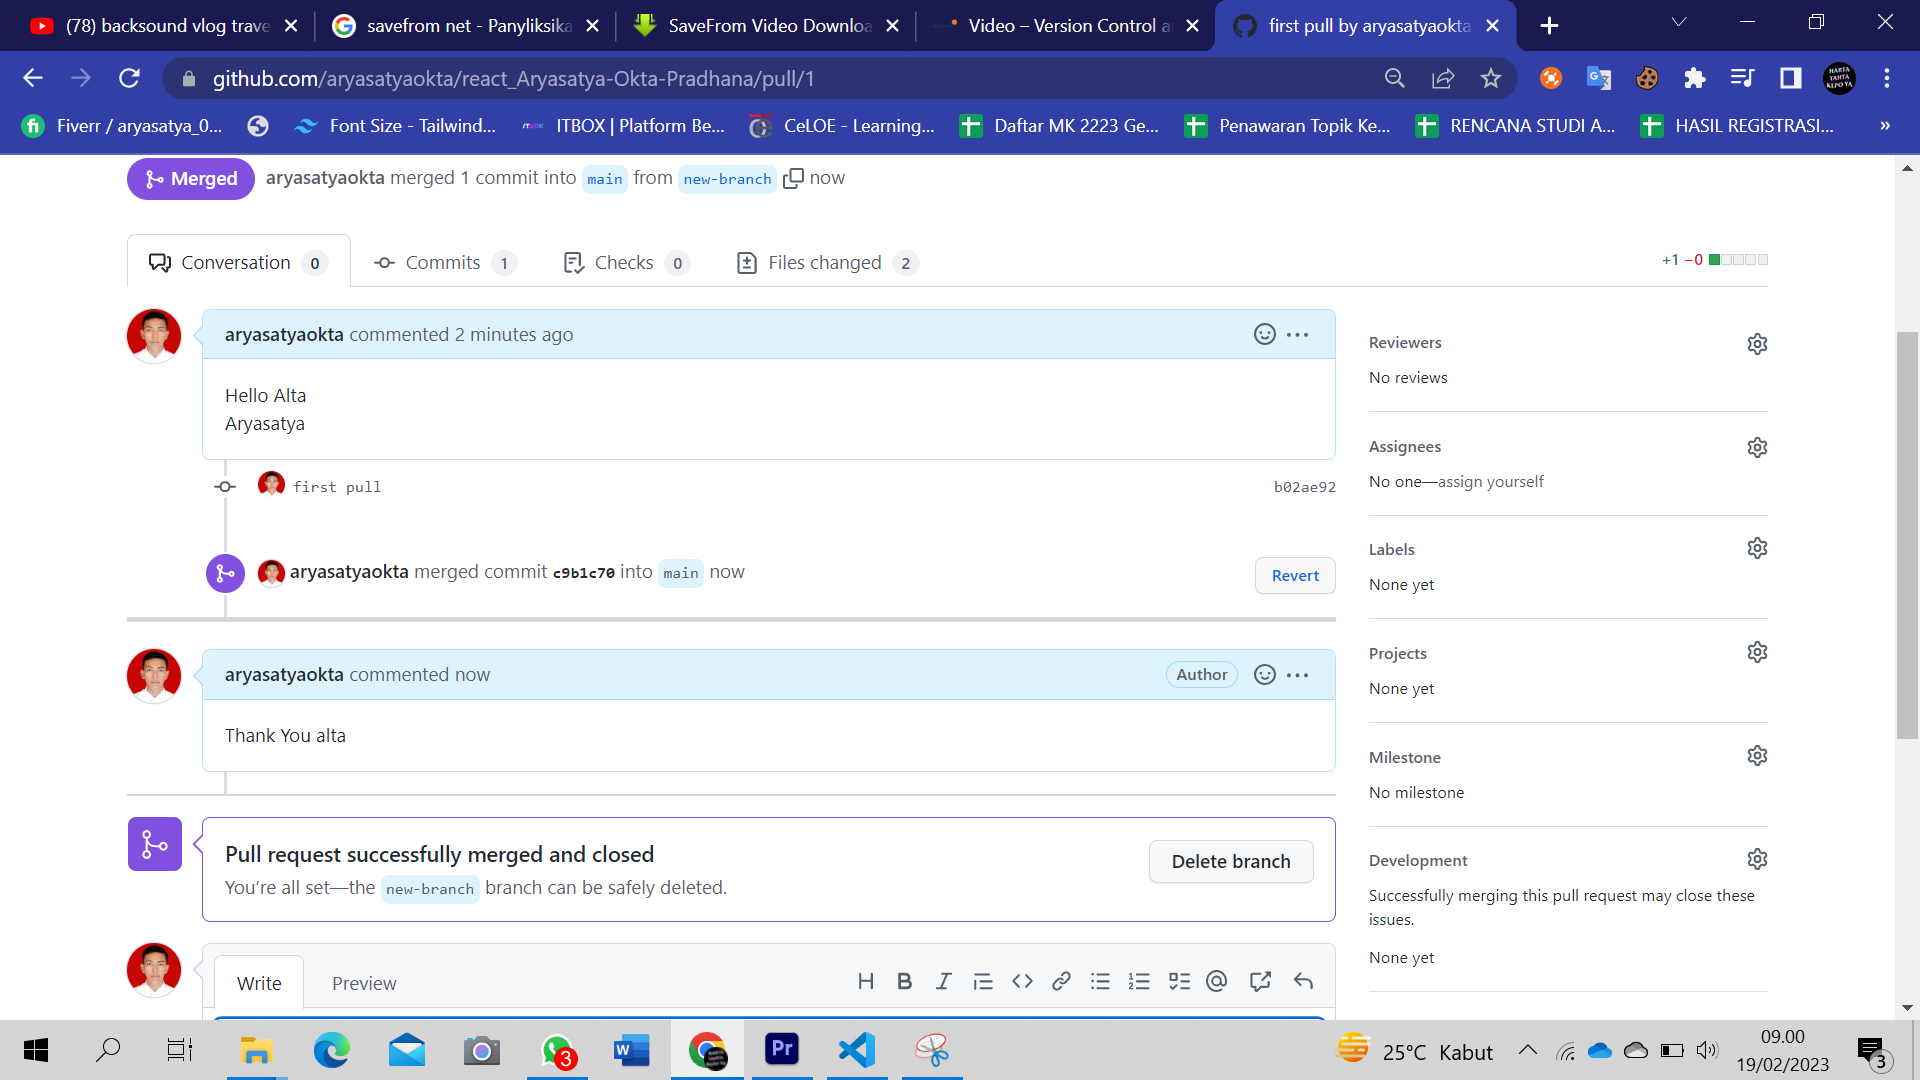 (78) backsound vlog trave
savefrom net - Panyliksika
SaveFrom Video Downloa
Video – Version Control a
first pull by aryasatyaokta
github.com/aryasatyaokta/react_Aryasatya-Okta-Pradhana/pull/1
Fiverr / aryasatya_0...
Font Size - Tailwind...
ITBOX | Platform Be...
CeLOE - Learning...
Daftar MK 2223 Ge...
Penawaran Topik Ke...
RENCANA STUDI A...
HASIL REGISTRASI...
»
Merged aryasatyaokta merged 1 commit into main from new-branch now
Conversation 0
Commits 1
Checks 0
Files changed 2
+1 −0
aryasatyaokta commented 2 minutes ago
Hello Alta
Aryasatya
first pull b02ae92
aryasatyaokta merged commit c9b1c70 into main now
Revert
aryasatyaokta commented now
Author
Thank You alta
Pull request successfully merged and closed
You're all set—the new-branch branch can be safely deleted.
Delete branch
Write
Preview
Reviewers
No reviews
Assignees
No one—assign yourself
Labels
None yet
Projects
None yet
Milestone
No milestone
Development
Successfully merging this pull request may close these
issues.
None yet
3
W
Pr
25°C Kabut
09.00
19/02/2023
3